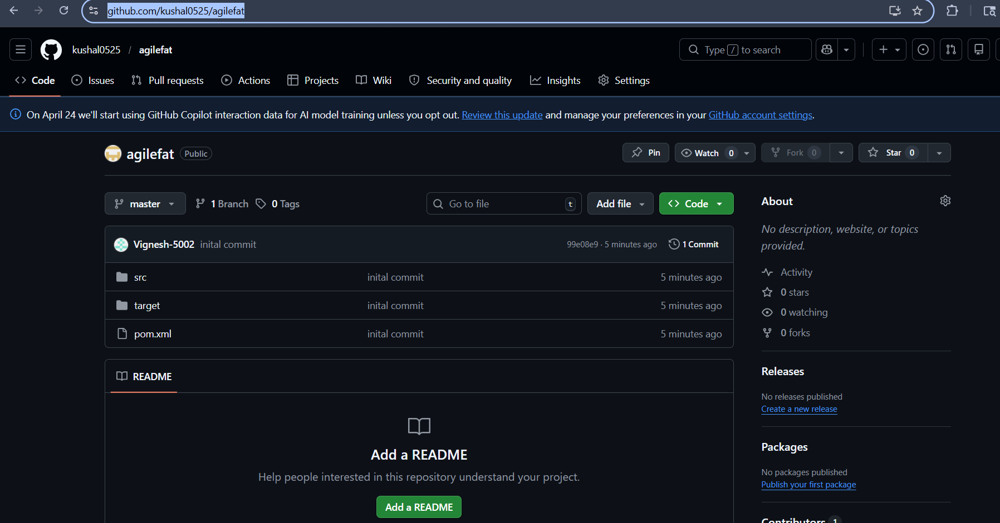 github.com/kushal0525/agilefat
kushal0525 / agilefat
Type / to search
Code Issues Pull requests Actions Projects Wiki Security and quality Insights Settings
On April 24 we'll start using GitHub Copilot interaction data for AI model training unless you opt out. Review this update and manage your preferences in your GitHub account settings.
agilefat Public
Pin Watch 0 Fork 0 Star 0
master 1 Branch 0 Tags
Go to file t Add file Code
Vignesh-5002 inital commit 99e08e9 · 5 minutes ago 1 Commit
src inital commit 5 minutes ago
target inital commit 5 minutes ago
pom.xml inital commit 5 minutes ago
README
Add a README
Help people interested in this repository understand your project.
Add a README
About
No description, website, or topics
provided.
Activity
0 stars
0 watching
0 forks
Releases
No releases published
Create a new release
Packages
No packages published
Publish your first package
Contributors 1